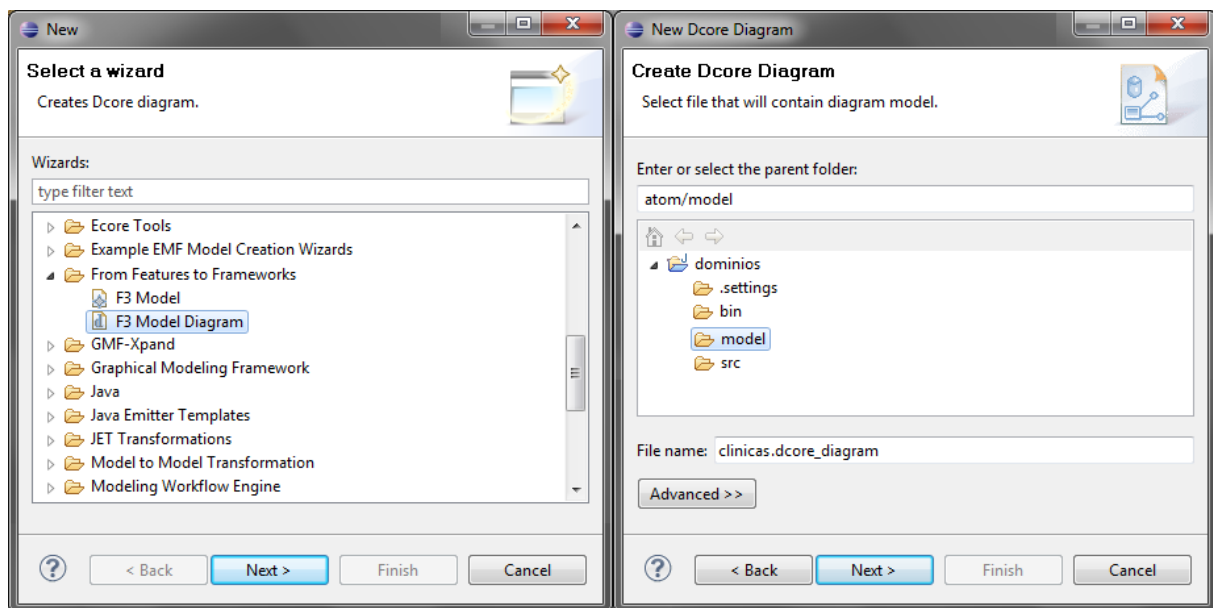 New
Select a wizard
Creates Dcore diagram.
Wizards:
type filter text
Ecore Tools
Example EMF Model Creation Wizards
From Features to Frameworks
F3 Model
F3 Model Diagram
GMF-Xpand
Graphical Modeling Framework
Java
Java Emitter Templates
JET Transformations
Model to Model Transformation
Modeling Workflow Engine
< Back Next > Finish Cancel
New Dcore Diagram
Create Dcore Diagram
Select file that will contain diagram model.
Enter or select the parent folder:
atom/model
dominios
.settings
bin
model
src
File name: clinicas.dcore_diagram
Advanced >>
< Back Next > Finish Cancel